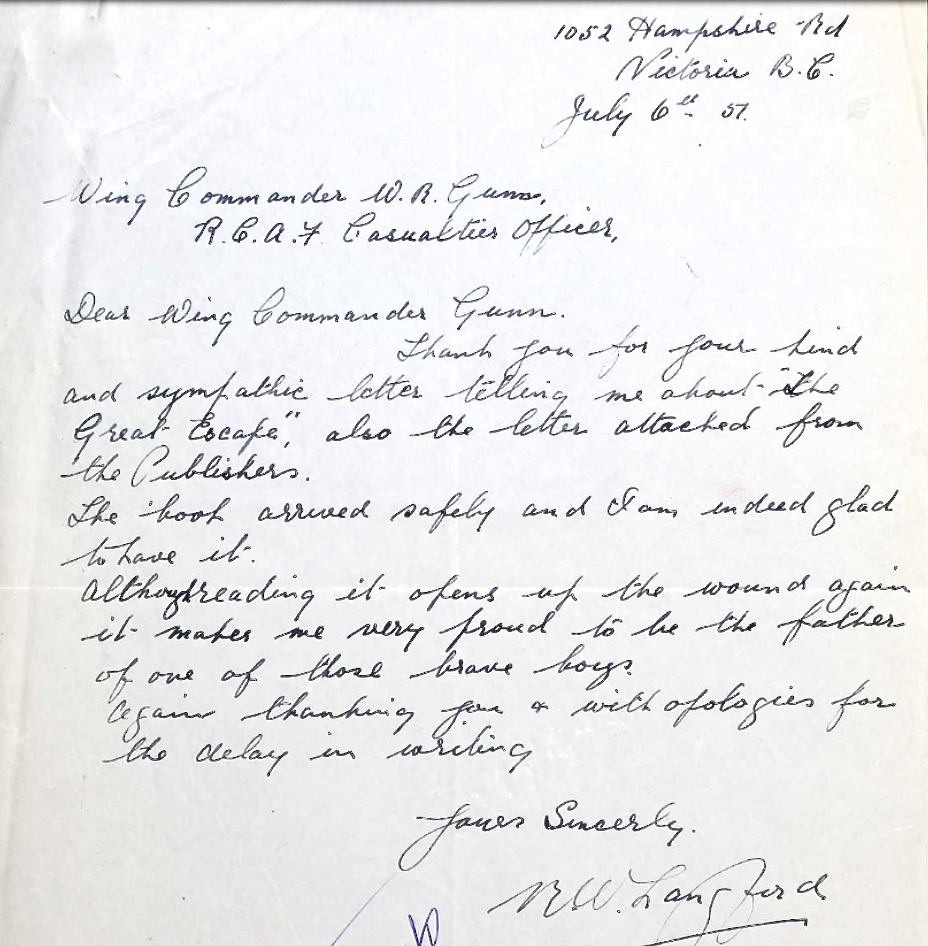 1052 Hampshire Rd
Victoria B.C.
July 6th 51.
Wing Commander W.R. Gunn,
R.C.A.F Casualties Officer,
Dear Wing Commander Gunn.
Thank you for your kind
and sympathic letter telling me about "The
Great Escape", also the letter attached from
the Publishers.
The book arrived safely and I am indeed glad
to have it.
Although reading it opens up the wound again
it makes me very proud to be the father
of one of those brave boys.
Again thanking you & with apologies for
the delay in writing
Yours Sincerly.
R.W. Langford